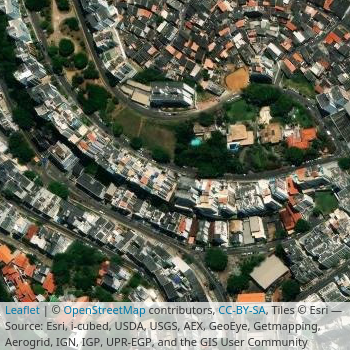 Leaflet | © OpenStreetMap contributors, CC-BY-SA, Tiles © Esri —
Source: Esri, i-cubed, USDA, USGS, AEX, GeoEye, Getmapping,
Aerogrid, IGN, IGP, UPR-EGP, and the GIS User Community